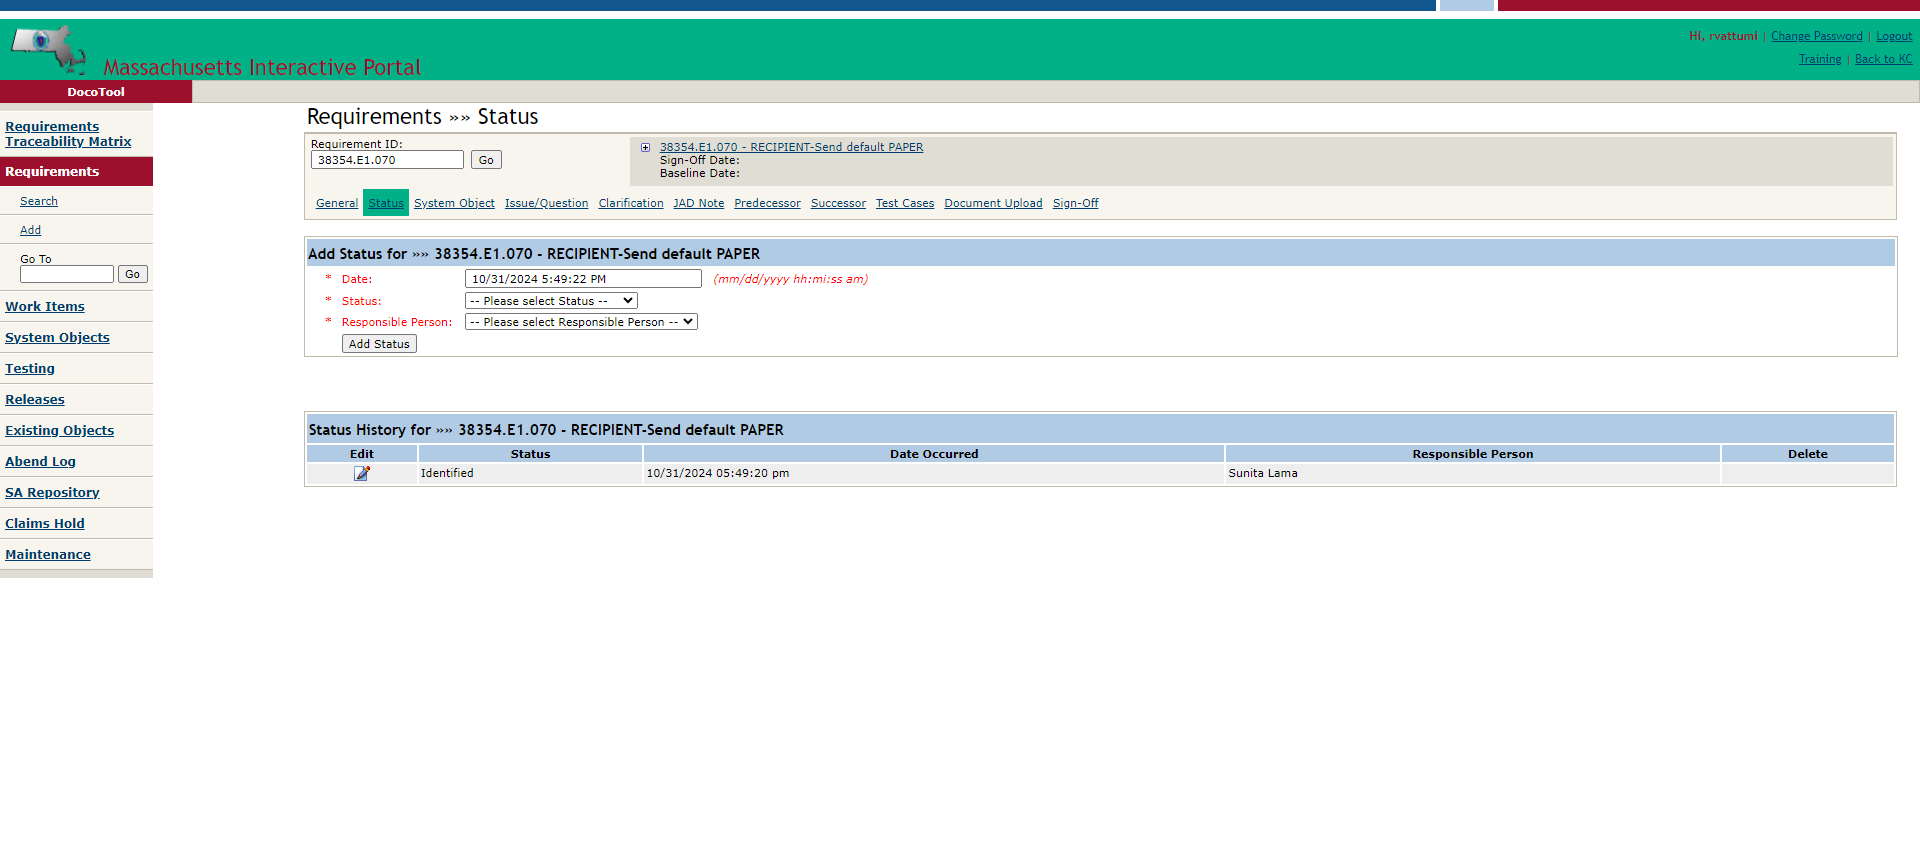 Hi, rvattumi | Change Password | Logout
Training | Back to KC
Massachusetts Interactive Portal
DocoTool
Requirements Traceability Matrix
Requirements
Search
Add
Go To
Go
Work Items
System Objects
Testing
Releases
Existing Objects
Abend Log
SA Repository
Claims Hold
Maintenance
Requirements »» Status
Requirement ID:
38354.E1.070 Go
38354.E1.070 - RECIPIENT-Send default PAPER
Sign-Off Date:
Baseline Date:
General Status System Object Issue/Question Clarification JAD Note Predecessor Successor Test Cases Document Upload Sign-Off
Add Status for »» 38354.E1.070 - RECIPIENT-Send default PAPER
* Date: 10/31/2024 5:49:22 PM (mm/dd/yyyy hh:mi:ss am)
* Status: -- Please select Status --
* Responsible Person: -- Please select Responsible Person --
Add Status
Status History for »» 38354.E1.070 - RECIPIENT-Send default PAPER
Edit Status Date Occurred Responsible Person Delete
Identified 10/31/2024 05:49:20 pm Sunita Lama